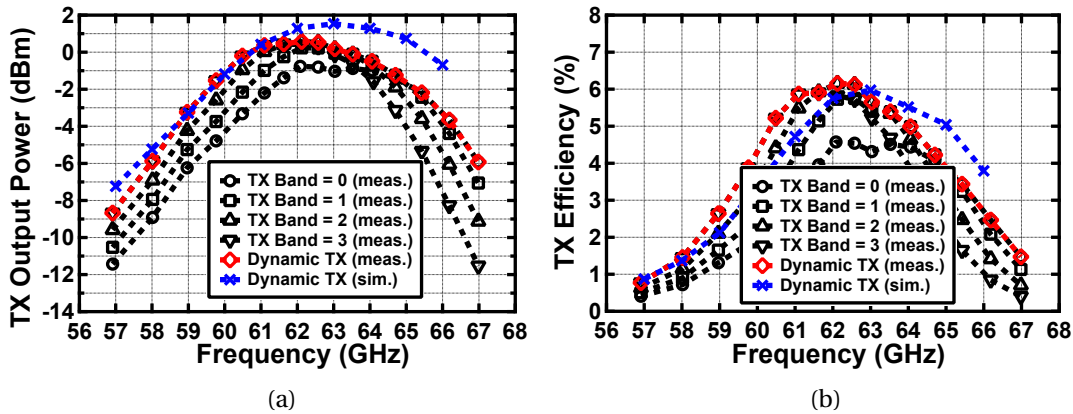 TX Output Power (dBm)
2
0
-2
-4
-6
-8
-10
-12
-14
TX Band = 0 (meas.)
TX Band = 1 (meas.)
TX Band = 2 (meas.)
TX Band = 3 (meas.)
Dynamic TX (meas.)
Dynamic TX (sim.)
56 57 58 59 60 61 62 63 64 65 66 67 68
Frequency (GHz)
(a)
TX Efficiency (%)
8
7
6
5
4
3
2
1
0
TX Band = 0 (meas.)
TX Band = 1 (meas.)
TX Band = 2 (meas.)
TX Band = 3 (meas.)
Dynamic TX (meas.)
Dynamic TX (sim.)
56 57 58 59 60 61 62 63 64 65 66 67 68
Frequency (GHz)
(b)